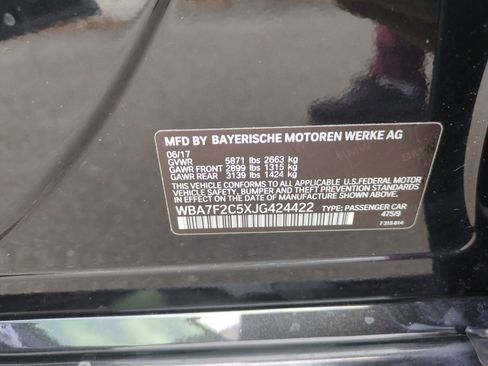 MFD BY BAYERISCHE MOTOREN WERKE AG
06/17
GVWR 5871 lbs 2663 kg
GAWR FRONT 2899 lbs 1315 kg
GAWR REAR 3139 lbs 1424 kg
THIS VEHICLE CONFORMS TO ALL APPLICABLE U.S.FEDERAL MOTOR
VEHICLE SAFETY, BUMPER, AND THEFT PREVENTION STANDARDS
IN EFFECT ON THE DATE OF MANUFACTURE SHOWN ABOVE.
WBA7F2C5XJG424422 TYPE: PASSENGER CAR
475/9